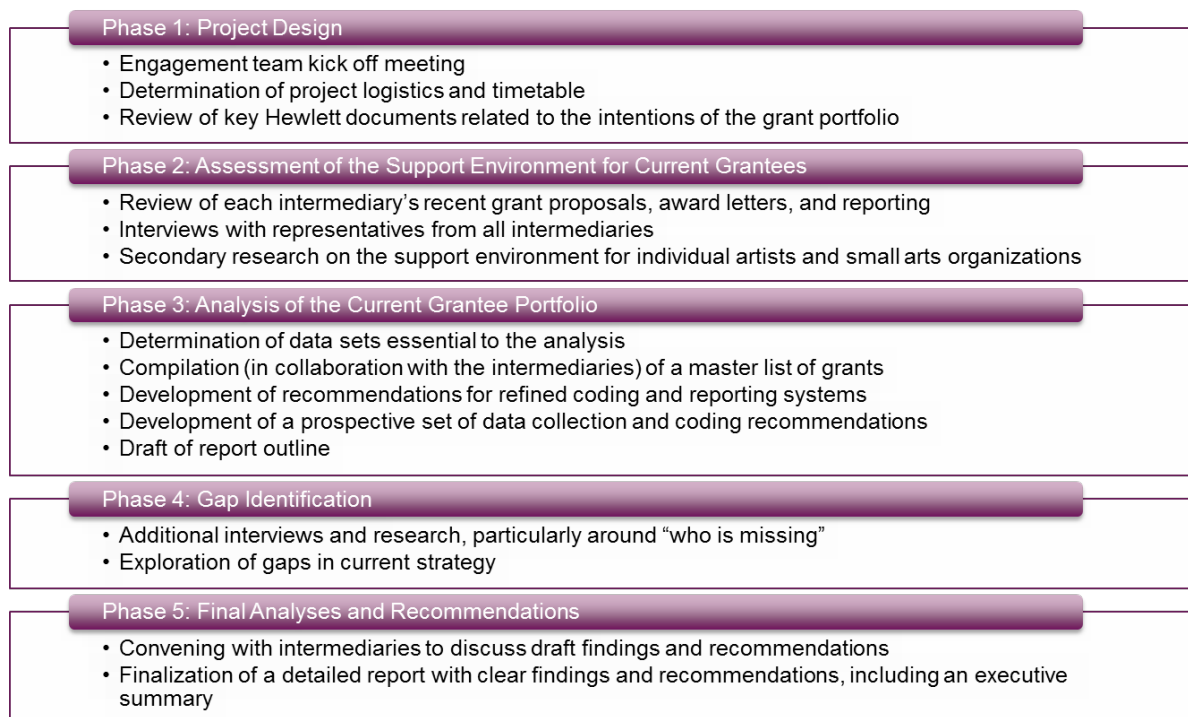 Phase 1: Project Design
• Engagement team kick off meeting
• Determination of project logistics and timetable
• Review of key Hewlett documents related to the intentions of the grant portfolio
Phase 2: Assessment of the Support Environment for Current Grantees
• Review of each intermediary’s recent grant proposals, award letters, and reporting
• Interviews with representatives from all intermediaries
• Secondary research on the support environment for individual artists and small arts organizations
Phase 3: Analysis of the Current Grantee Portfolio
• Determination of data sets essential to the analysis
• Compilation (in collaboration with the intermediaries) of a master list of grants
• Development of recommendations for refined coding and reporting systems
• Development of a prospective set of data collection and coding recommendations
• Draft of report outline
Phase 4: Gap Identification
• Additional interviews and research, particularly around “who is missing”
• Exploration of gaps in current strategy
Phase 5: Final Analyses and Recommendations
• Convening with intermediaries to discuss draft findings and recommendations
• Finalization of a detailed report with clear findings and recommendations, including an executive
summary